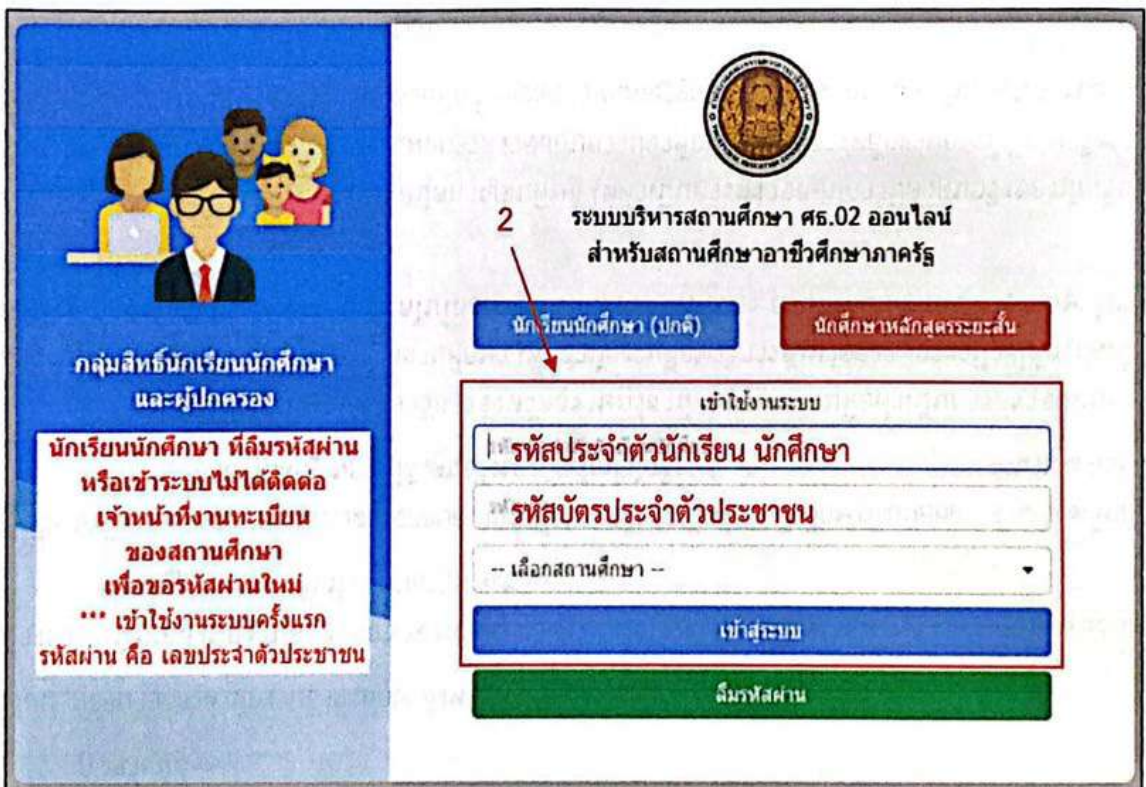 กลุ่มสิทธิ์นักเรียนนักศึกษา
และผู้ปกครอง
นักเรียนนักศึกษา ที่ลืมรหัสผ่าน
หรือเข้าระบบไม่ได้ติดต่อ
เจ้าหน้าที่งานทะเบียน
ของสถานศึกษา
เพื่อขอรหัสผ่านใหม่
*** เข้าใช้งานระบบครั้งแรก
รหัสผ่าน คือ เลขประจำตัวประชาชน
2
ระบบบริหารสถานศึกษา ศธ.02 ออนไลน์
สำหรับสถานศึกษาอาชีวศึกษาภาครัฐ
นักเรียนนักศึกษา (ปกติ)
นักศึกษาหลักสูตรระยะสั้น
เข้าใช้งานระบบ
รหัสประจำตัวนักเรียน นักศึกษา
รหัสบัตรประจำตัวประชาชน
-- เลือกสถานศึกษา --
เข้าสู่ระบบ
ลืมรหัสผ่าน